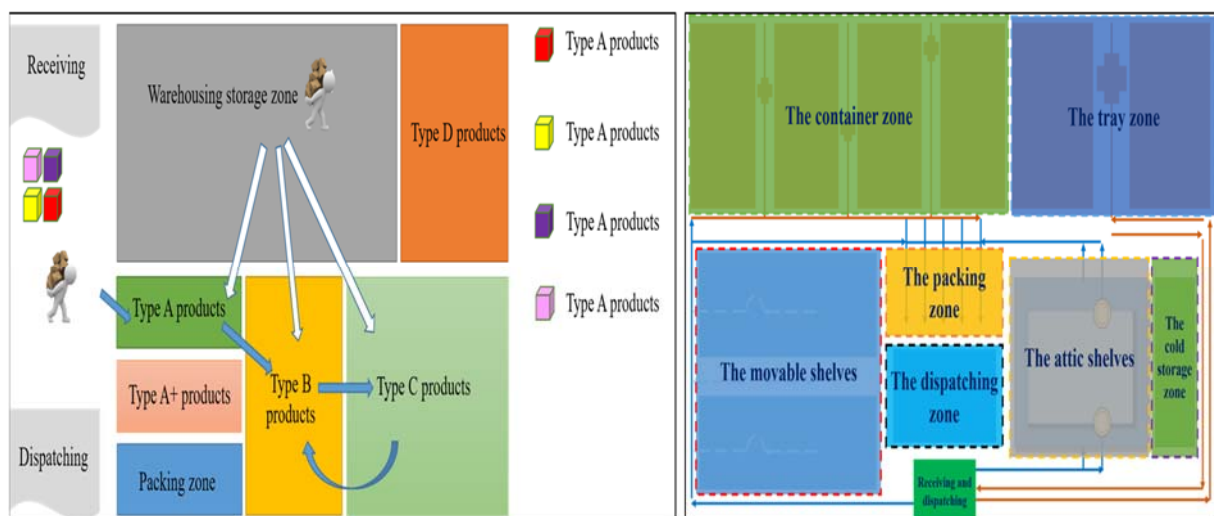 Receiving
Warehousing storage zone
Type D products
Type A products
Type A+ products
Type B
products
Type C products
Dispatching
Packing zone
Type A products
Type A products
Type A products
Type A products
The container zone
The tray zone
The movable shelves
The packing
zone
The dispatching
zone
The attic shelves
The
cold
storage
zone
Receiving and
dispatching